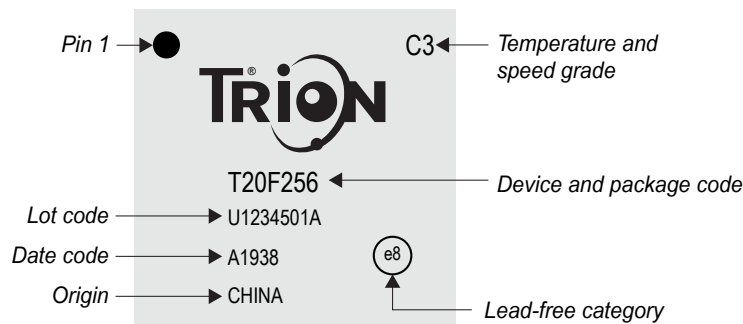 Pin 1
C3
Temperature and
speed grade
TRION®
T20F256
Device and package code
Lot code
U1234501A
Date code
A1938
e8
Origin
CHINA
Lead-free category